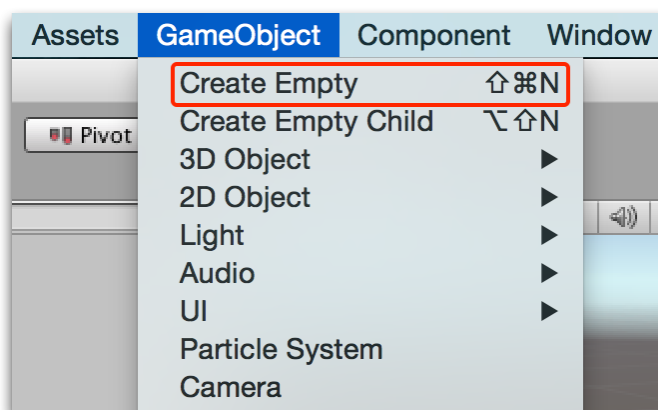 Assets GameObject Component Window
Create Empty ⇧⌘N
Pivot
Create Empty Child ⌥⇧N
3D Object ▶
2D Object ▶
Light ▶
Audio ▶
UI ▶
Particle System
Camera